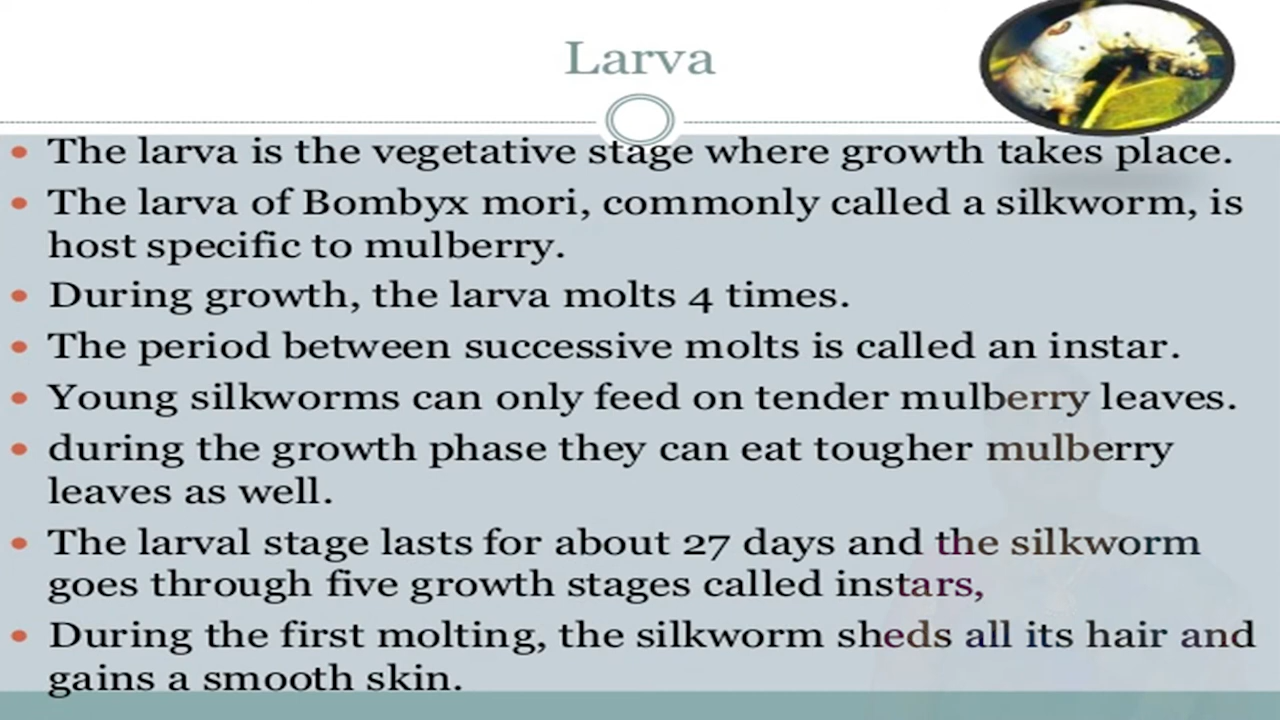 Larva
• The larva is the vegetative stage where growth takes place.
• The larva of Bombyx mori, commonly called a silkworm, is
host specific to mulberry.
• During growth, the larva molts 4 times.
• The period between successive molts is called an instar.
• Young silkworms can only feed on tender mulberry leaves.
• during the growth phase they can eat tougher mulberry
leaves as well.
• The larval stage lasts for about 27 days and the silkworm
goes through five growth stages called instars,
• During the first molting, the silkworm sheds all its hair and
gains a smooth skin.